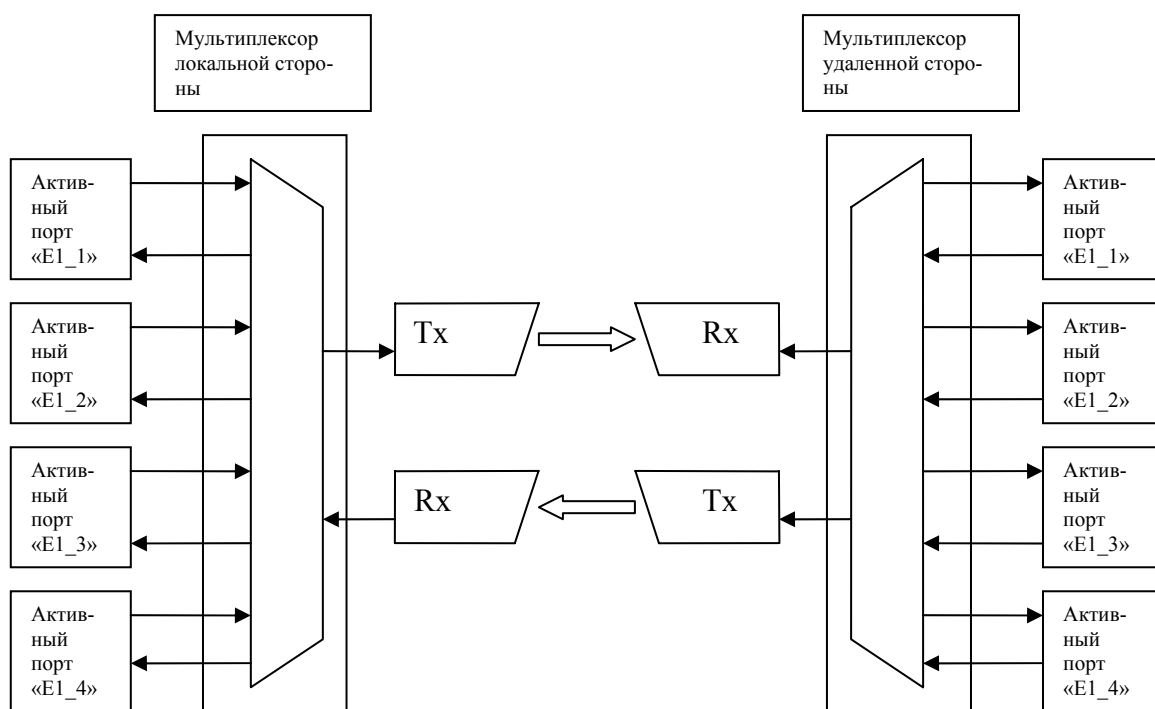 Мультиплексор
локальной сторо-
ны
Мультиплексор
удаленной сторо-
ны
Актив-
ный
порт
«E1_1»
Актив-
ный
порт
«E1_1»
Актив-
ный
порт
«E1_2»
Tx
Rx
Актив-
ный
порт
«E1_2»
Актив-
ный
порт
«E1_3»
Rx
Tx
Актив-
ный
порт
«E1_3»
Актив-
ный
порт
«E1_4»
Актив-
ный
порт
«E1_4»